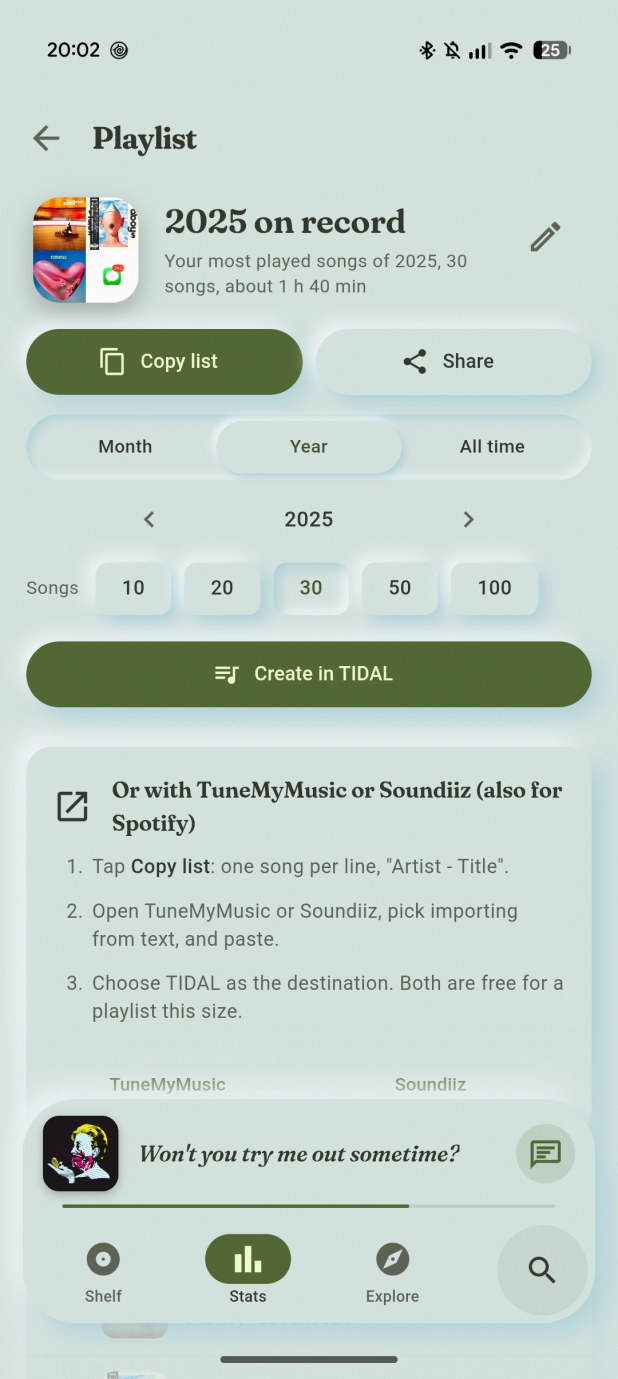 20:02
25
Playlist
2025 on record
Your most played songs of 2025, 30
songs, about 1 h 40 min
Copy list
Share
Month
Year
All time
2025
Songs
10
20
30
50
100
Create in TIDAL
Or with TuneMyMusic or Soundiiz (also for
Spotify)
1. Tap Copy list: one song per line, "Artist - Title".
2. Open TuneMyMusic or Soundiiz, pick importing
from text, and paste.
3. Choose TIDAL as the destination. Both are free for a
playlist this size.
TuneMyMusic
Soundiiz
Won't you try me out sometime?
Shelf
Stats
Explore